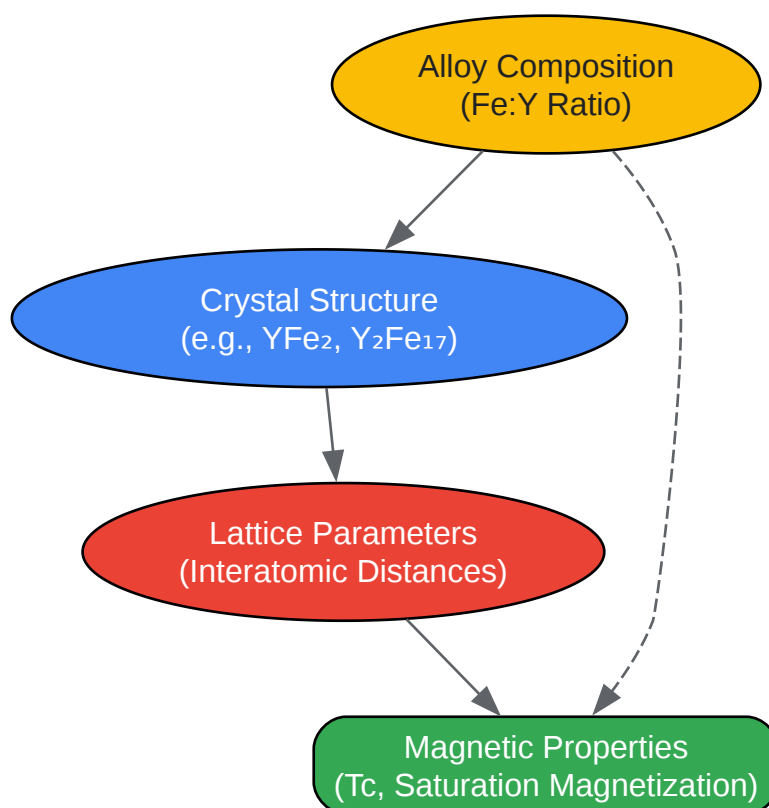 Alloy Composition
(Fe:Y Ratio)
Crystal Structure
(e.g., YFe₂, Y₂Fe₁₇)
Lattice Parameters
(Interatomic Distances)
Magnetic Properties
(Tc, Saturation Magnetization)